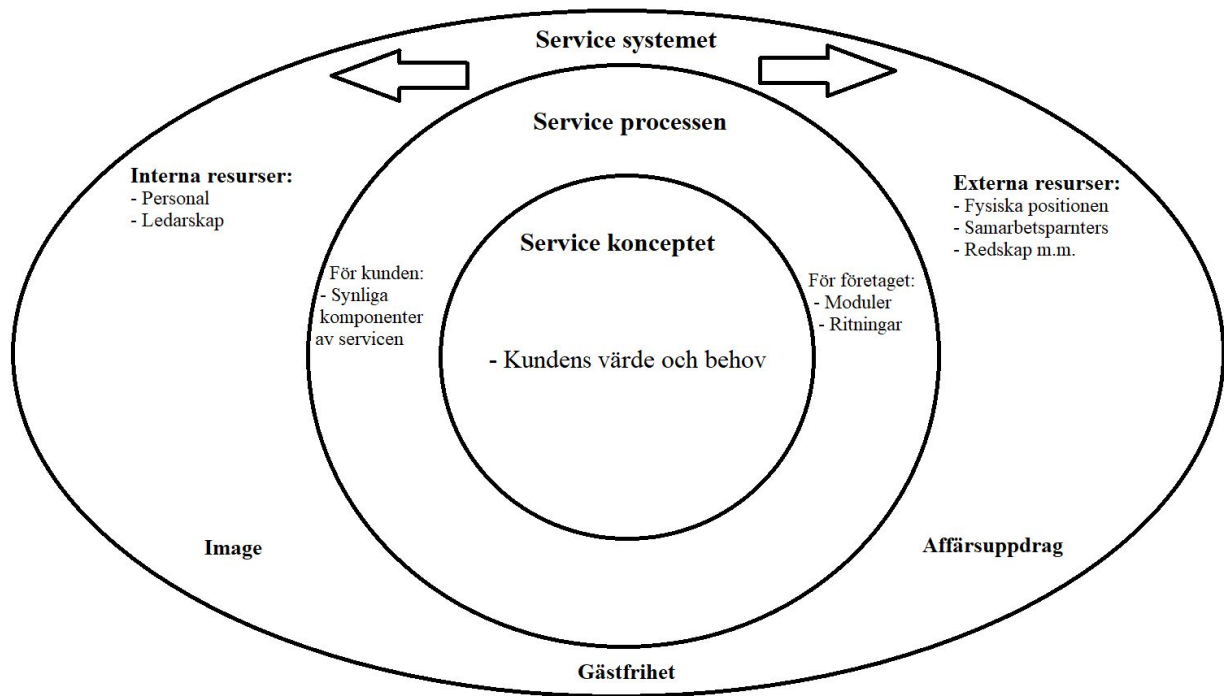 Service systemet
Service processen
Interna resurser:
- Personal
- Ledarskap
Externa resurser:
- Fysiska positionen
- Samarbetsparnters
- Redskap m.m.
Service konceptet
För kunden:
- Synliga
komponenter
av servicen
För företaget:
- Moduler
- Ritningar
- Kundens värde och behov
Image
Affärsuppdrag
Gästfrihet